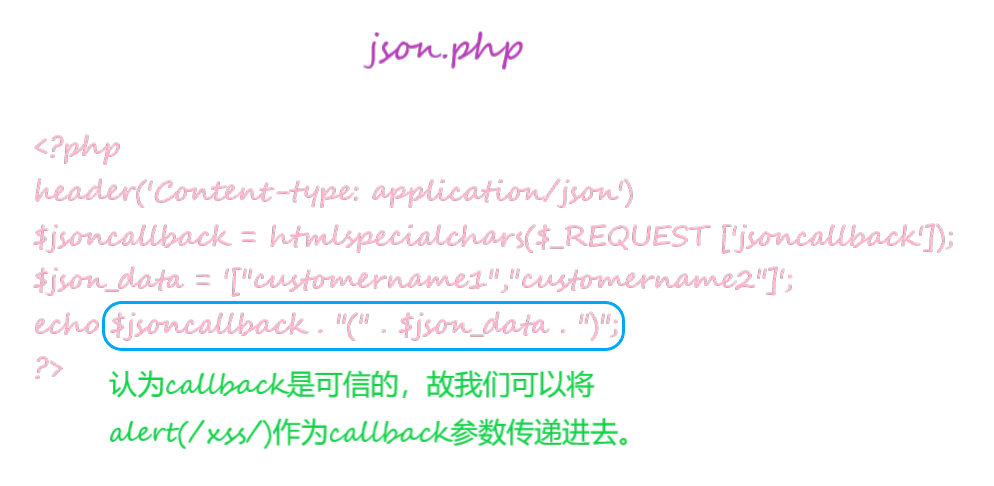 json.php
<?php
header('Content-type: application/json')
$jsoncallback = htmlspecialchars($_REQUEST ['jsoncallback']);
$json_data = '["customername1","customername2"]';
echo $jsoncallback . "(" . $json_data . ")";
?>
认为callback是可信的，故我们可以将
alert(/xss/)作为callback参数传递进去。